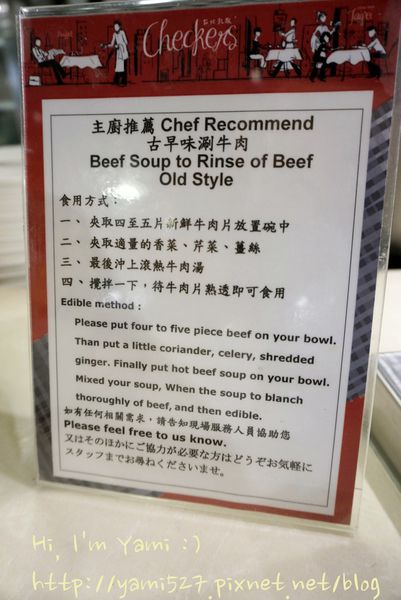 Checkers
主廚推薦 Chef Recommend
古早味涮牛肉
Beef Soup to Rinse of Beef
Old Style
食用方式：
一、 夾取四至五片新鮮牛肉片放置碗中
二、 夾取適量的香菜、芹菜、薑絲
三、 最後沖上滾熱牛肉湯
四、 攪拌一下，待牛肉片熟透即可食用
Edible method :
Please put four to five piece beef on your bowl.
Than put a little coriander, celery, shredded
ginger. Finally put hot beef soup on your bowl.
Mixed your soup, When the soup to blanch
thoroughly of beef, and then edible.
如有任何相關需求，請告知現場服務人員協助您
Please feel free to us know.
又はそのほかにご協力が必要な方はどうぞお気軽に
スタッフまでお尋ねくださいませ。
Hi, I'm Yami :)
http://yami527.pixnet.net/blog